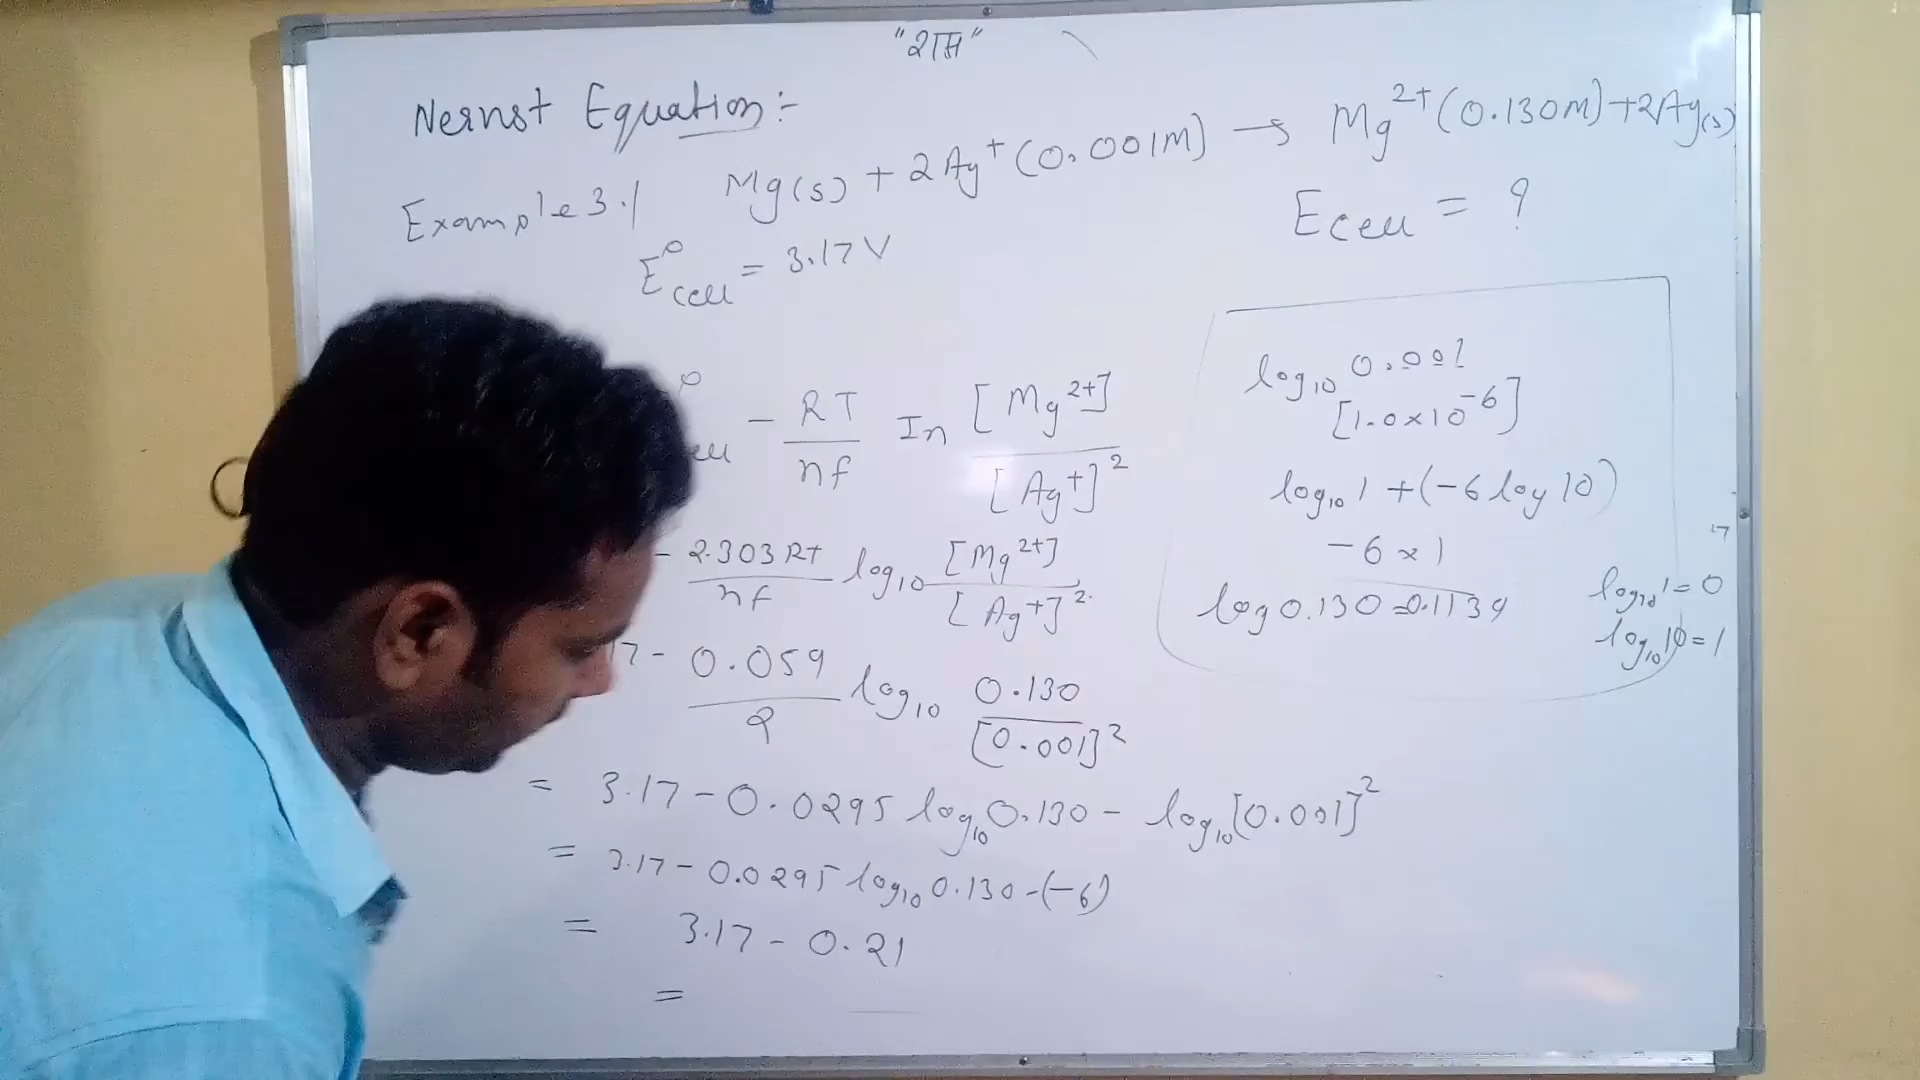 "राम"
Nernst Equation:-
Example 3.1 Mg(s) + 2Ag⁺(0.001M) → Mg²⁺(0.130M)+2Ag(s)
E°cell = 3.17V
Ecell = ?
ell - RT/nf In [Mg²⁺]/[Ag⁺]²
- 2.303Rt/nf log₁₀ [Mg²⁺]/[Ag⁺]²
7 - 0.059/2 log₁₀ 0.130/[0.001]²
= 3.17 - 0.0295 log₁₀ 0.130 - log₁₀[0.001]²
= 3.17 - 0.0295 log₁₀ 0.130 - (-6)
= 3.17 - 0.21
=
log₁₀ 0.001
[1.0×10⁻⁶]
log₁₀ 1 + (-6 log 10)
-6 × 1
log 0.130 = 0.1139
log₁₀ 1 = 0
log₁₀ 10 = 1